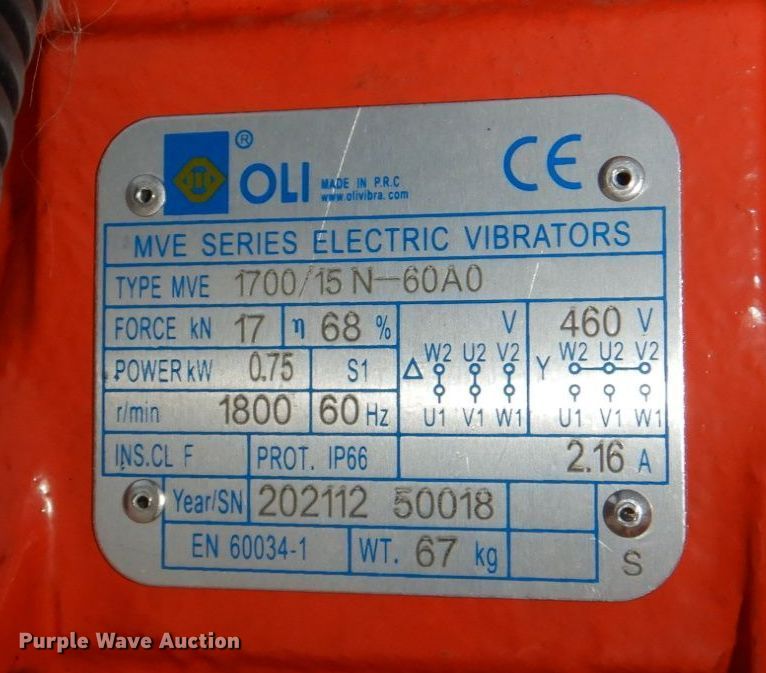 ® OLI MADE IN P.R.C
www.olivibra.com
CE
MVE SERIES ELECTRIC VIBRATORS
TYPE MVE 1700/15 N-60A0
FORCE kN 17 η 68 % V 460 V
POWER kW 0.75 S1 Δ W2 U2 V2 Y W2 U2 V2
r/min 1800 60 Hz U1 V1 W1 U1 V1 W1
INS.CL F PROT. IP66 2.16 A
Year/SN 202112 50018
EN 60034-1 WT. 67 kg S
Purple Wave Auction